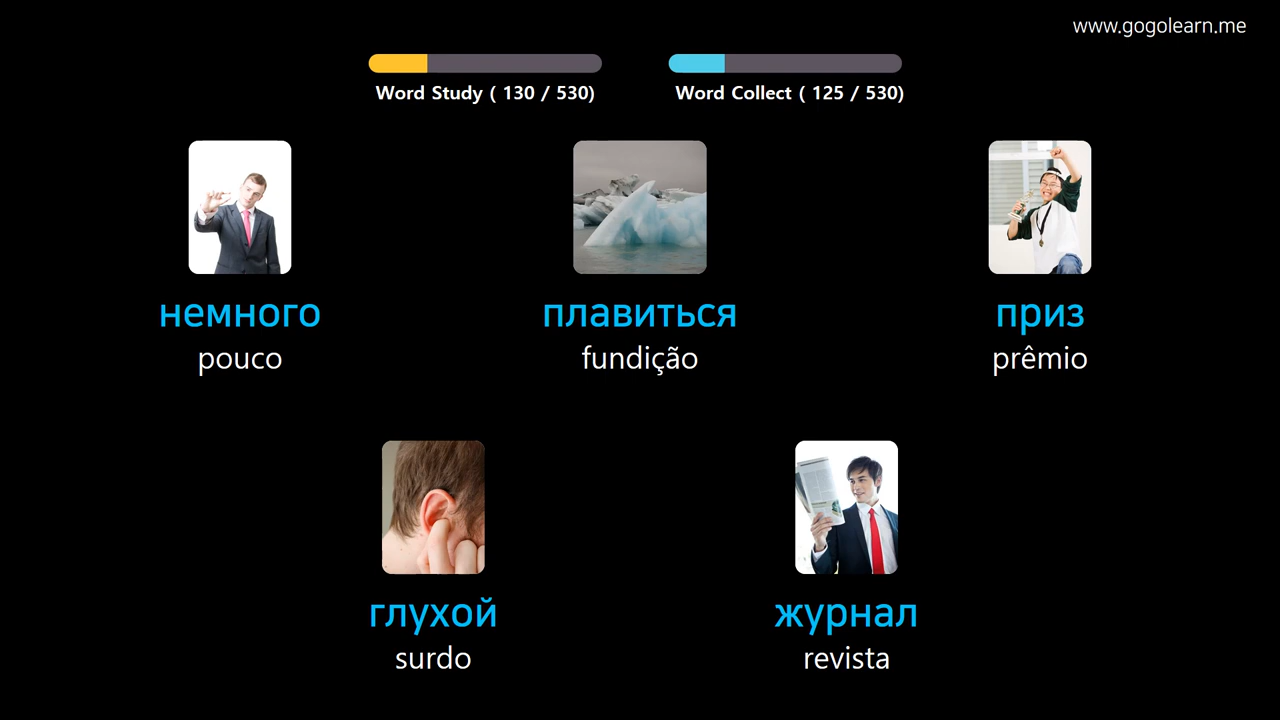 www.gogolearn.me
Word Study ( 130 / 530)
Word Collect ( 125 / 530)
немного
pouco
плавиться
fundição
приз
prêmio
глухой
surdo
журнал
revista